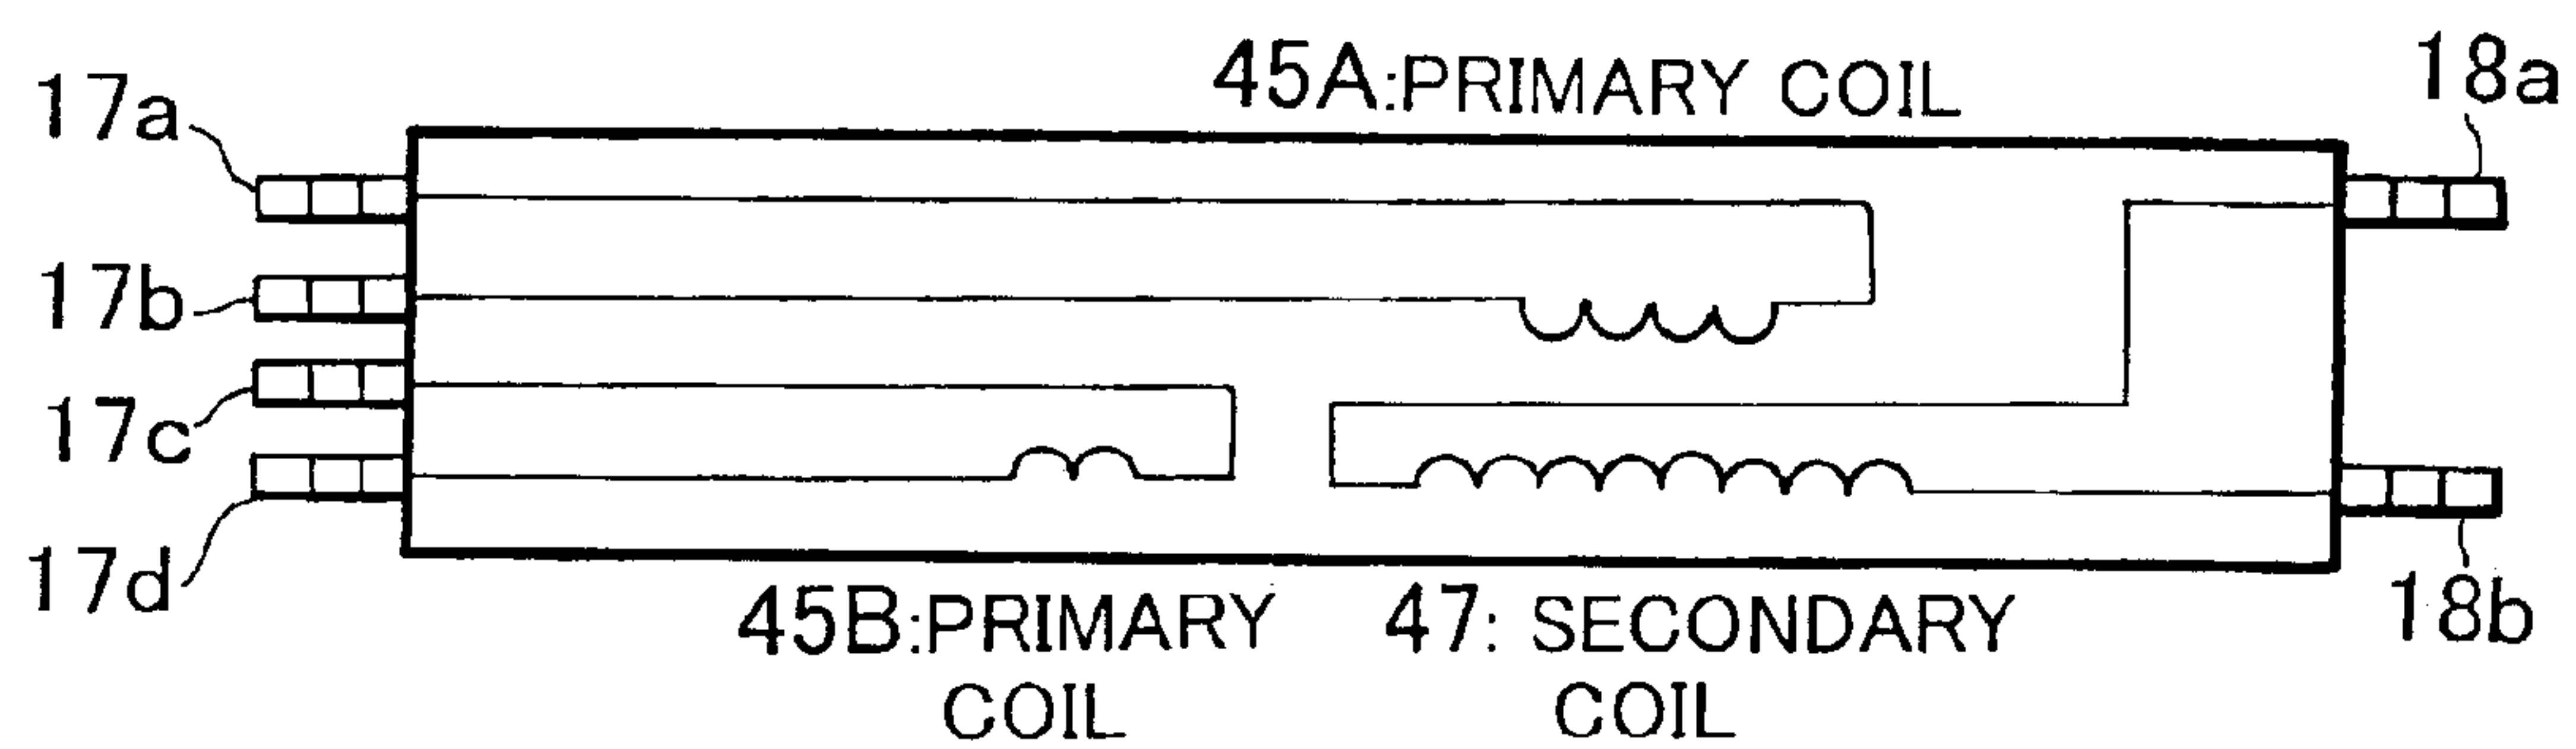 45A:PRIMARY COIL
18a
17a
17b
17c
17d
45B:PRIMARY
COIL
47: SECONDARY
COIL
18b